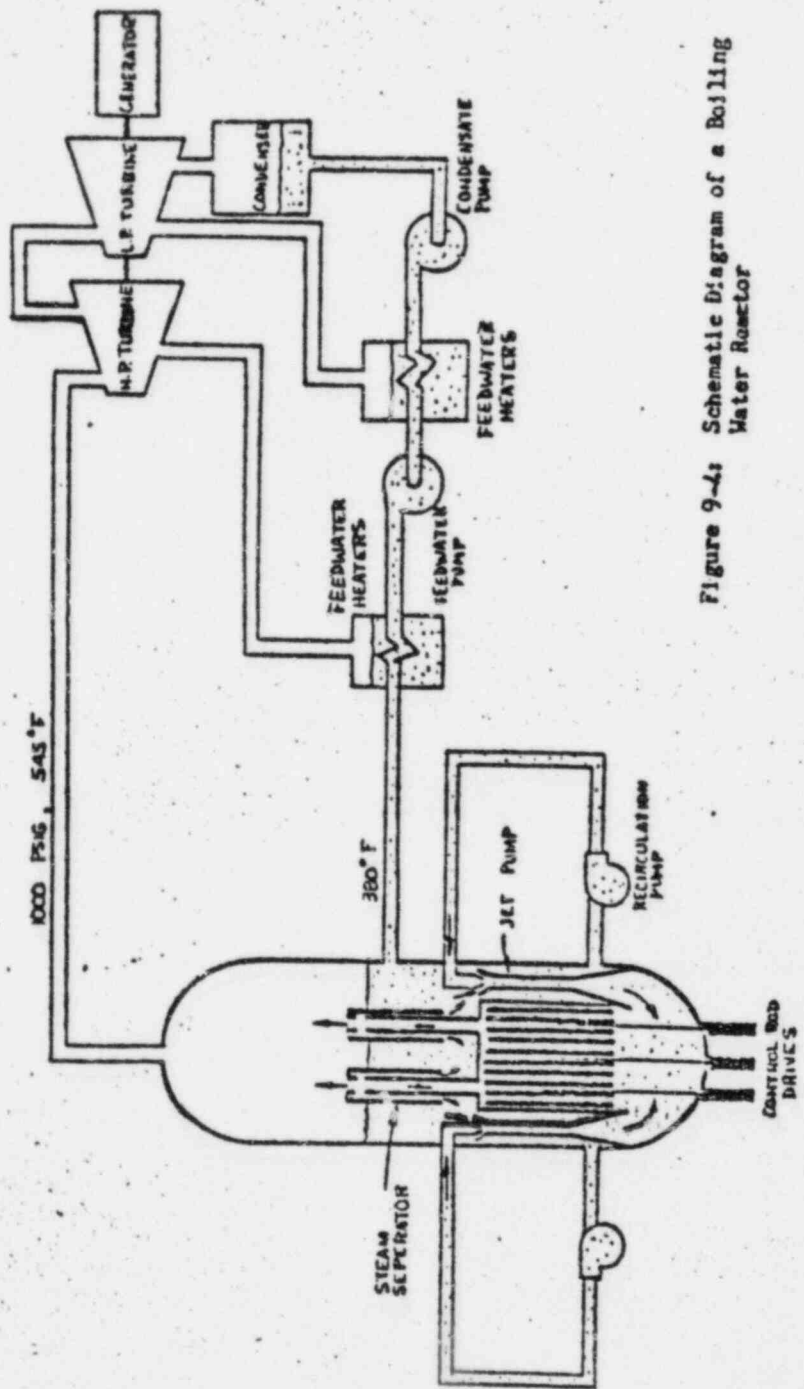 1000 PSIG, 545°F
H.P. TURBINE
L.P. TURBINE
GENERATOR
CONDENSER
CONDENSATE
PUMP
FEEDWATER
HEATERS
FEEDWATER
PUMP
FEEDWATER
HEATERS
380°F
STEAM
SEPERATOR
JET PUMP
RECIRCULATION
PUMP
CONTROL ROD
DRIVES
Figure 9-4: Schematic Diagram of a Boiling
Water Reactor